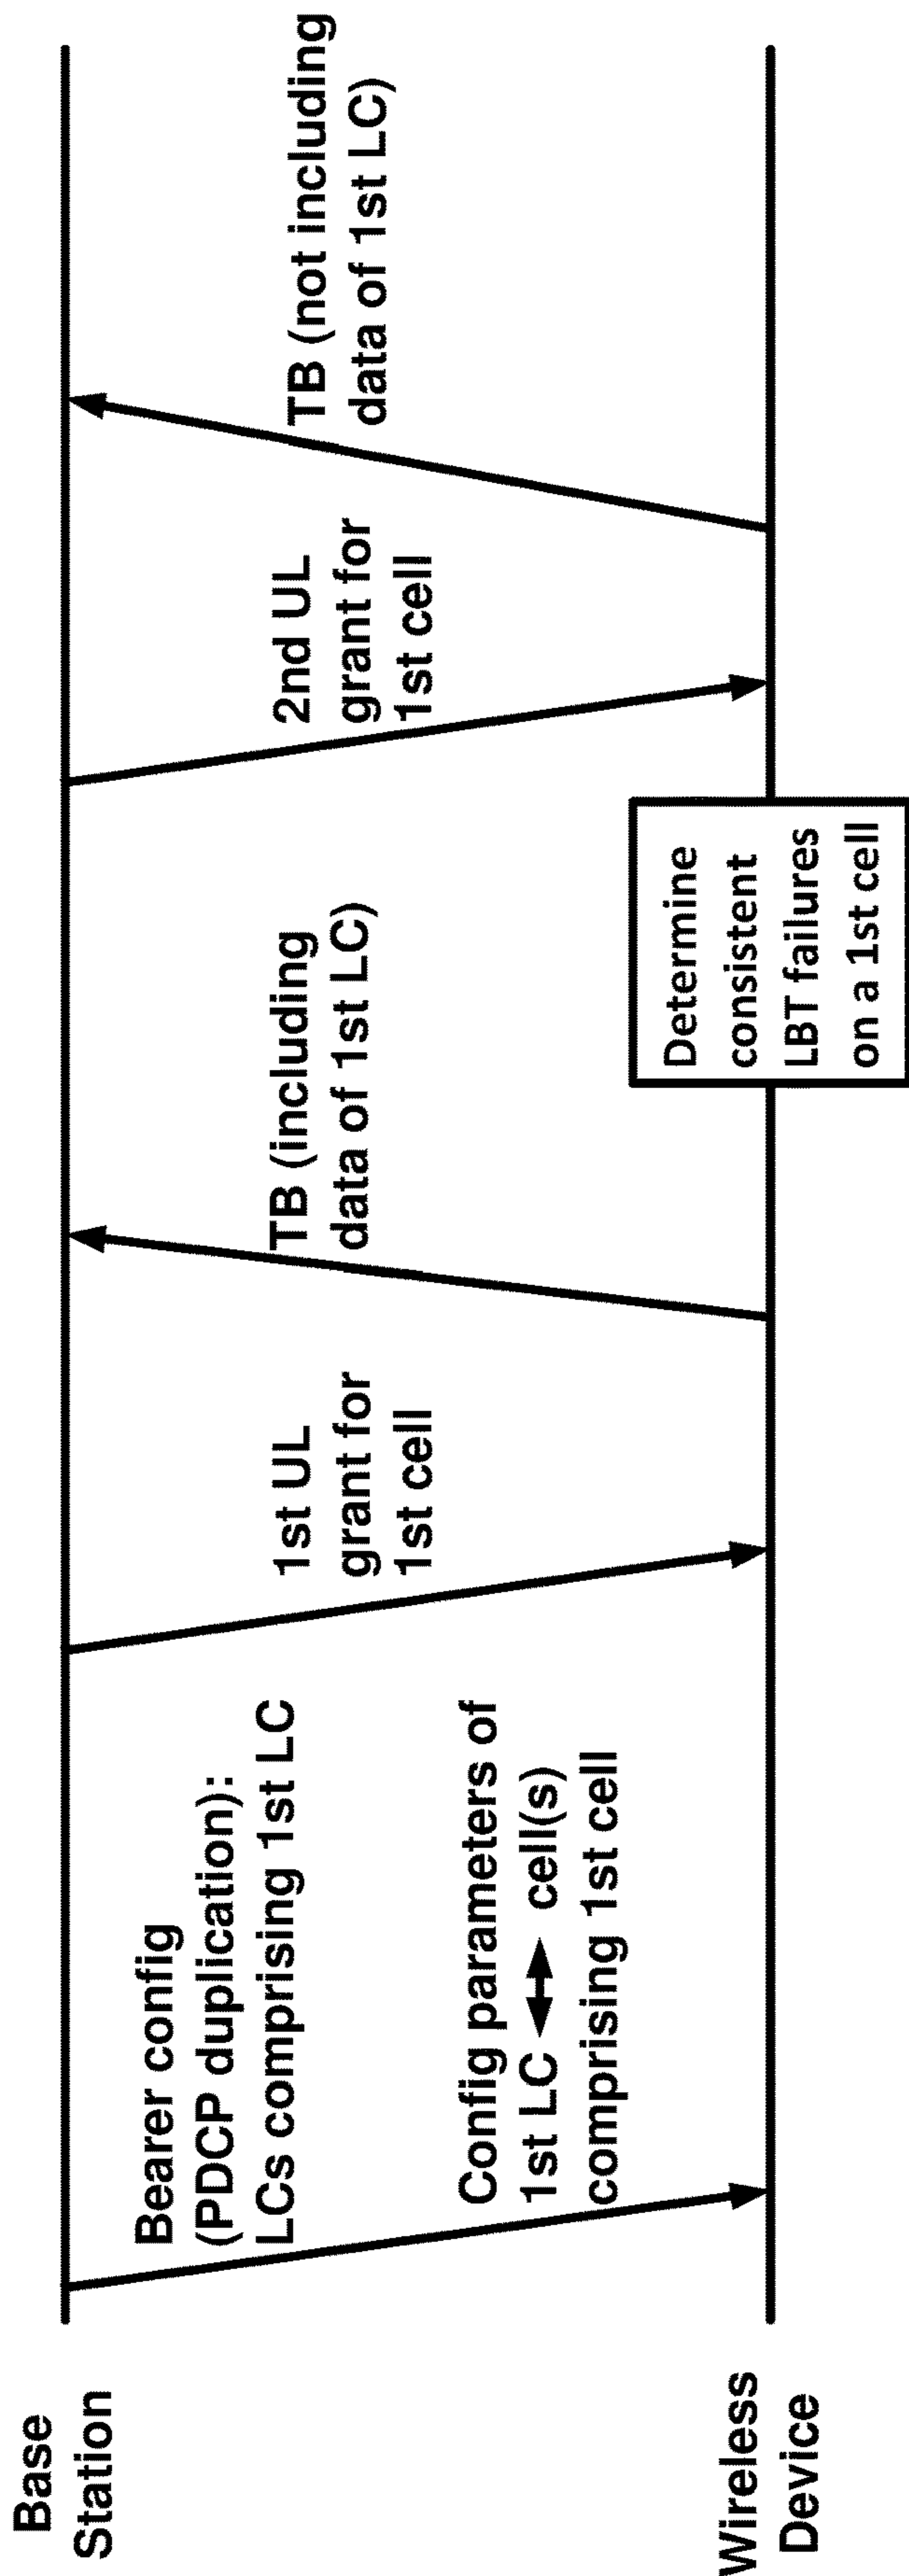 Base
Station
Wireless
Device
Bearer config
(PDCP duplication):
LCs comprising 1st LC
Config parameters of
1st LC ↔ cell(s)
comprising 1st cell
1st UL
grant for
1st cell
TB (including
data of 1st LC)
Determine
consistent
LBT failures
on a 1st cell
2nd UL
grant for
1st cell
TB (not including
data of 1st LC)